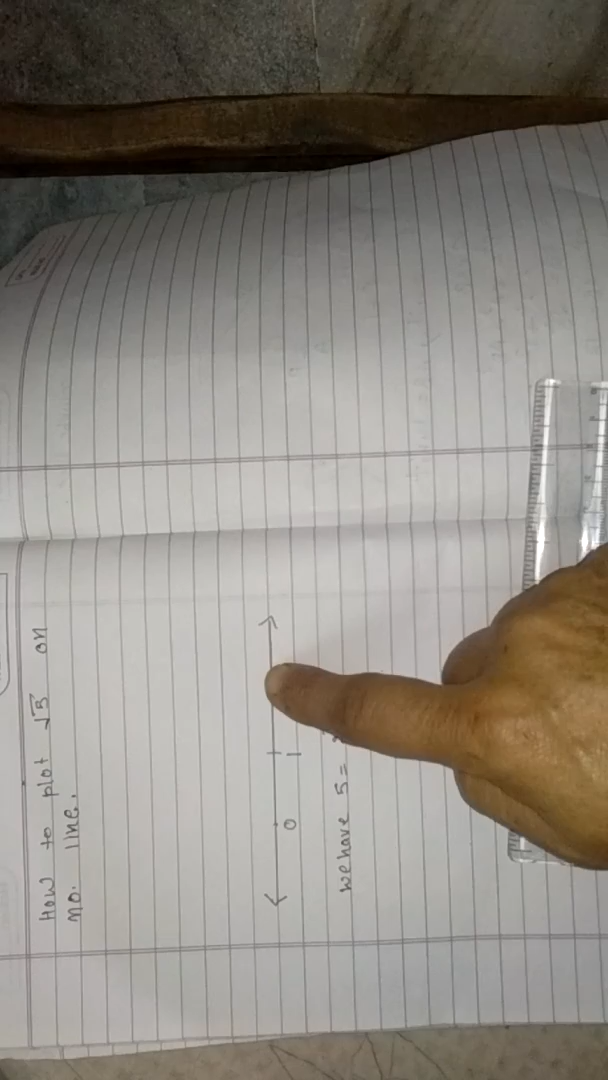 How to plot √5 on
no. line.
0 1
we have 5 =